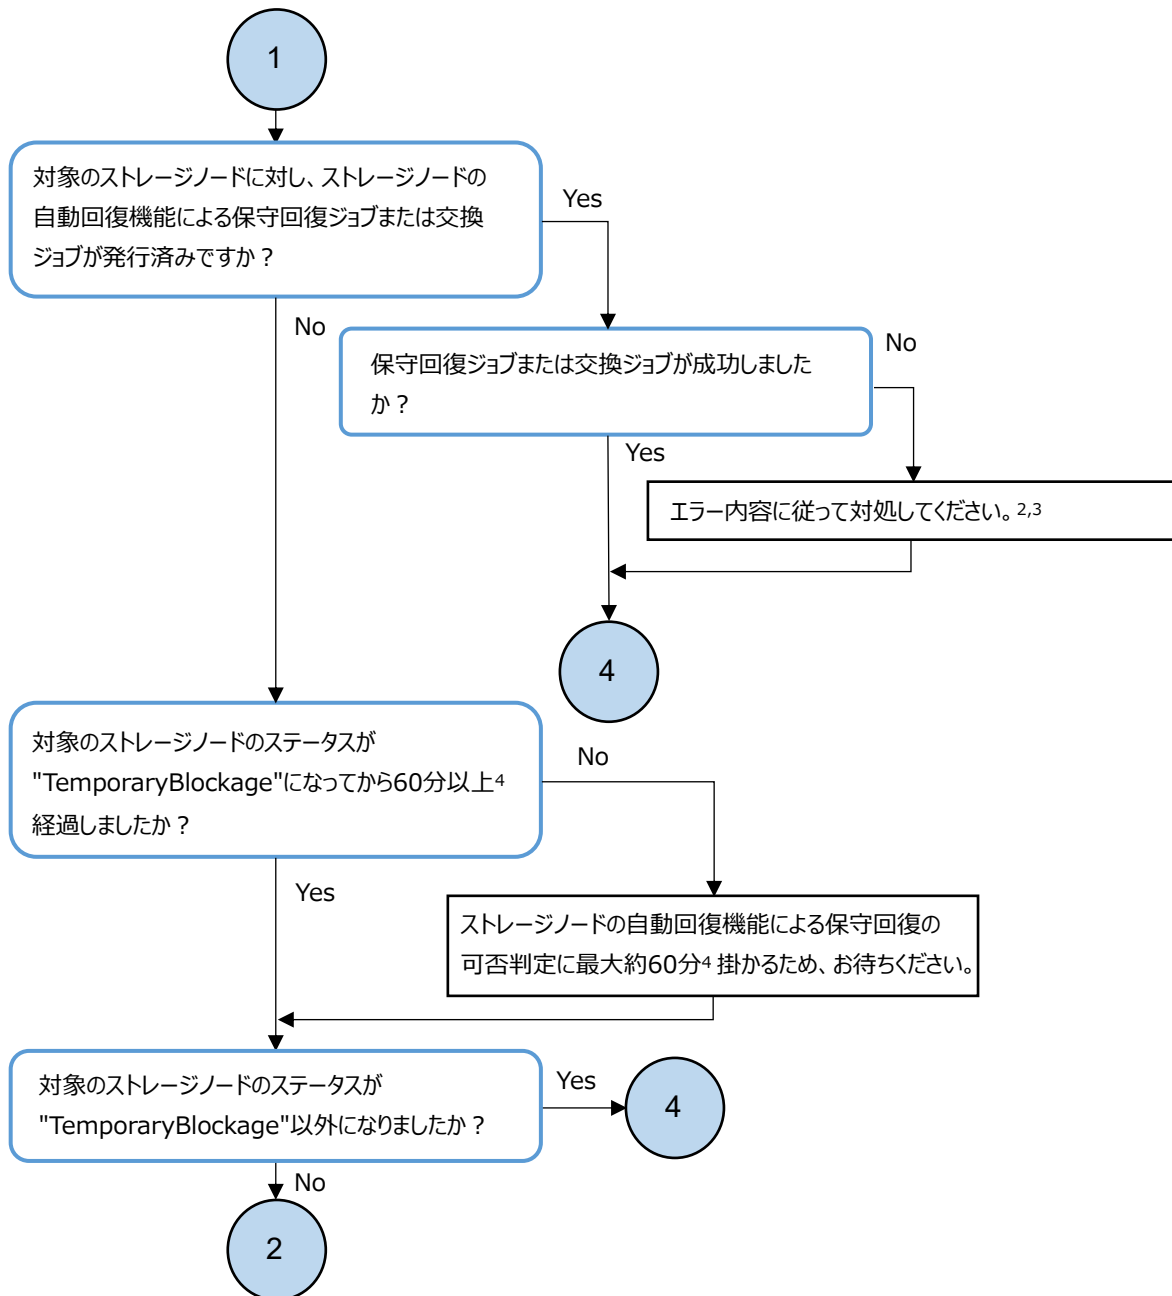 1
対象のストレージノードに対し、ストレージノードの
自動回復機能による保守回復ジョブまたは交換
ジョブが発行済みですか？
Yes
No
保守回復ジョブまたは交換ジョブが成功しました
か？
No
Yes
エラー内容に従って対処してください。2,3
4
対象のストレージノードのステータスが
"TemporaryBlockage"になってから60分以上4
経過しましたか？
No
Yes
ストレージノードの自動回復機能による保守回復の
可否判定に最大約60分4 掛かるため、お待ちください。
対象のストレージノードのステータスが
"TemporaryBlockage"以外になりましたか？
Yes
4
No
2